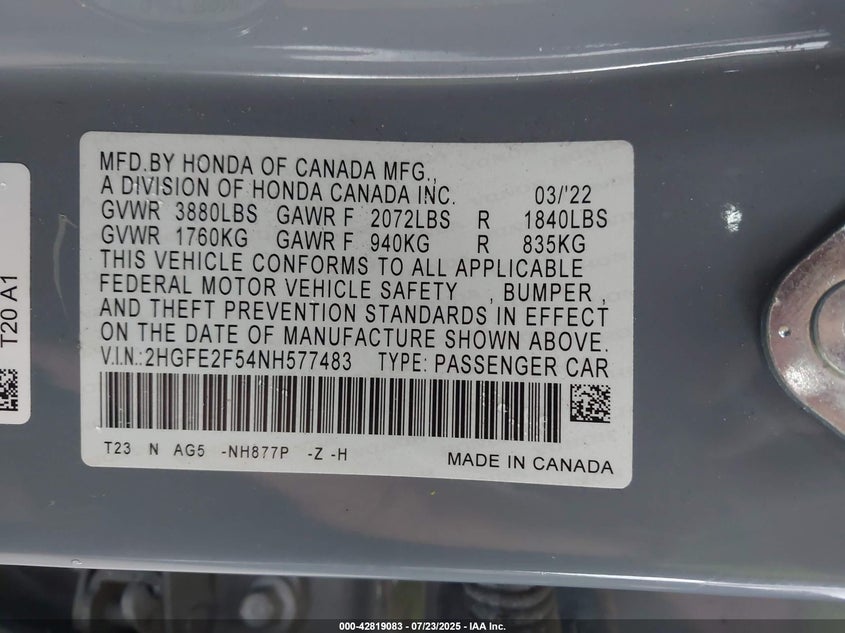 MFD.BY HONDA OF CANADA MFG.,
A DIVISION OF HONDA CANADA INC. 03/'22
GVWR 3880LBS GAWR F 2072LBS R 1840LBS
GVWR 1760KG GAWR F 940KG R 835KG
THIS VEHICLE CONFORMS TO ALL APPLICABLE
FEDERAL MOTOR VEHICLE SAFETY , BUMPER ,
AND THEFT PREVENTION STANDARDS IN EFFECT
ON THE DATE OF MANUFACTURE SHOWN ABOVE.
V.I.N.:2HGFE2F54NH577483 TYPE: PASSENGER CAR
T23 N AG5 -NH877P -Z -H
MADE IN CANADA
T20 A1
000-42819083 - 07/23/2025 - IAA Inc.